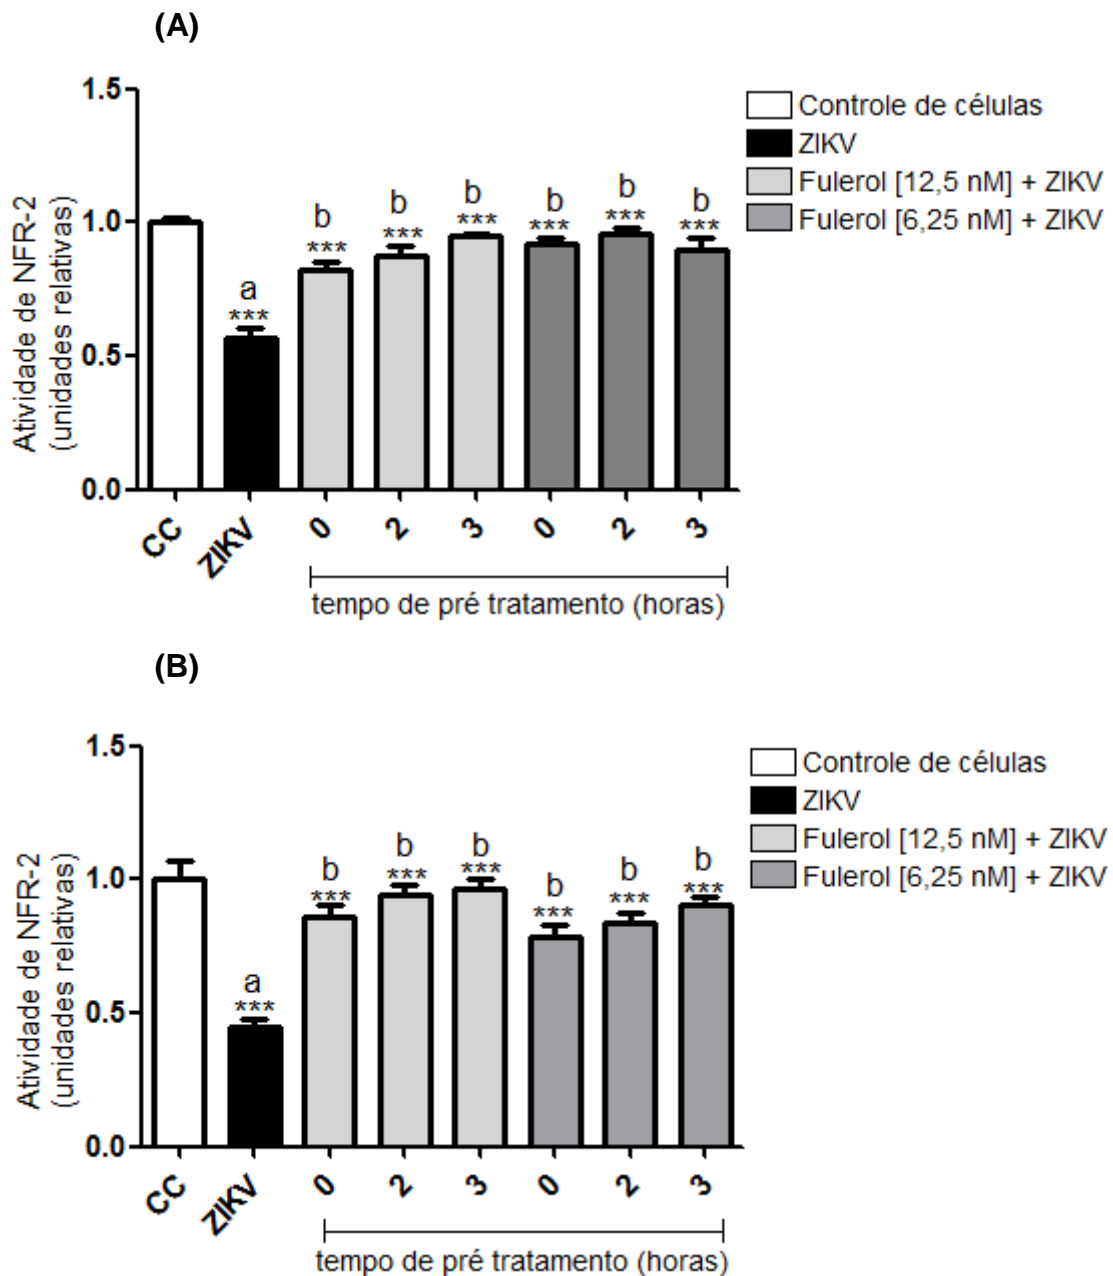 (A)
1.5
1.0
0.5
0.0
Atividade de NFR-2
(unidades relativas)
a
***
b
***
b
***
b
***
b
***
b
***
b
***
CC
ZIKV
0
2
3
0
2
3
tempo de pré tratamento (horas)
Controle de células
ZIKV
Fulerol [12,5 nM] + ZIKV
Fulerol [6,25 nM] + ZIKV
(B)
1.5
1.0
0.5
0.0
Atividade de NFR-2
(unidades relativas)
a
***
b
***
b
***
b
***
b
***
b
***
b
***
CC
ZIKV
0
2
3
0
2
3
tempo de pré tratamento (horas)
Controle de células
ZIKV
Fulerol [12,5 nM] + ZIKV
Fulerol [6,25 nM] + ZIKV